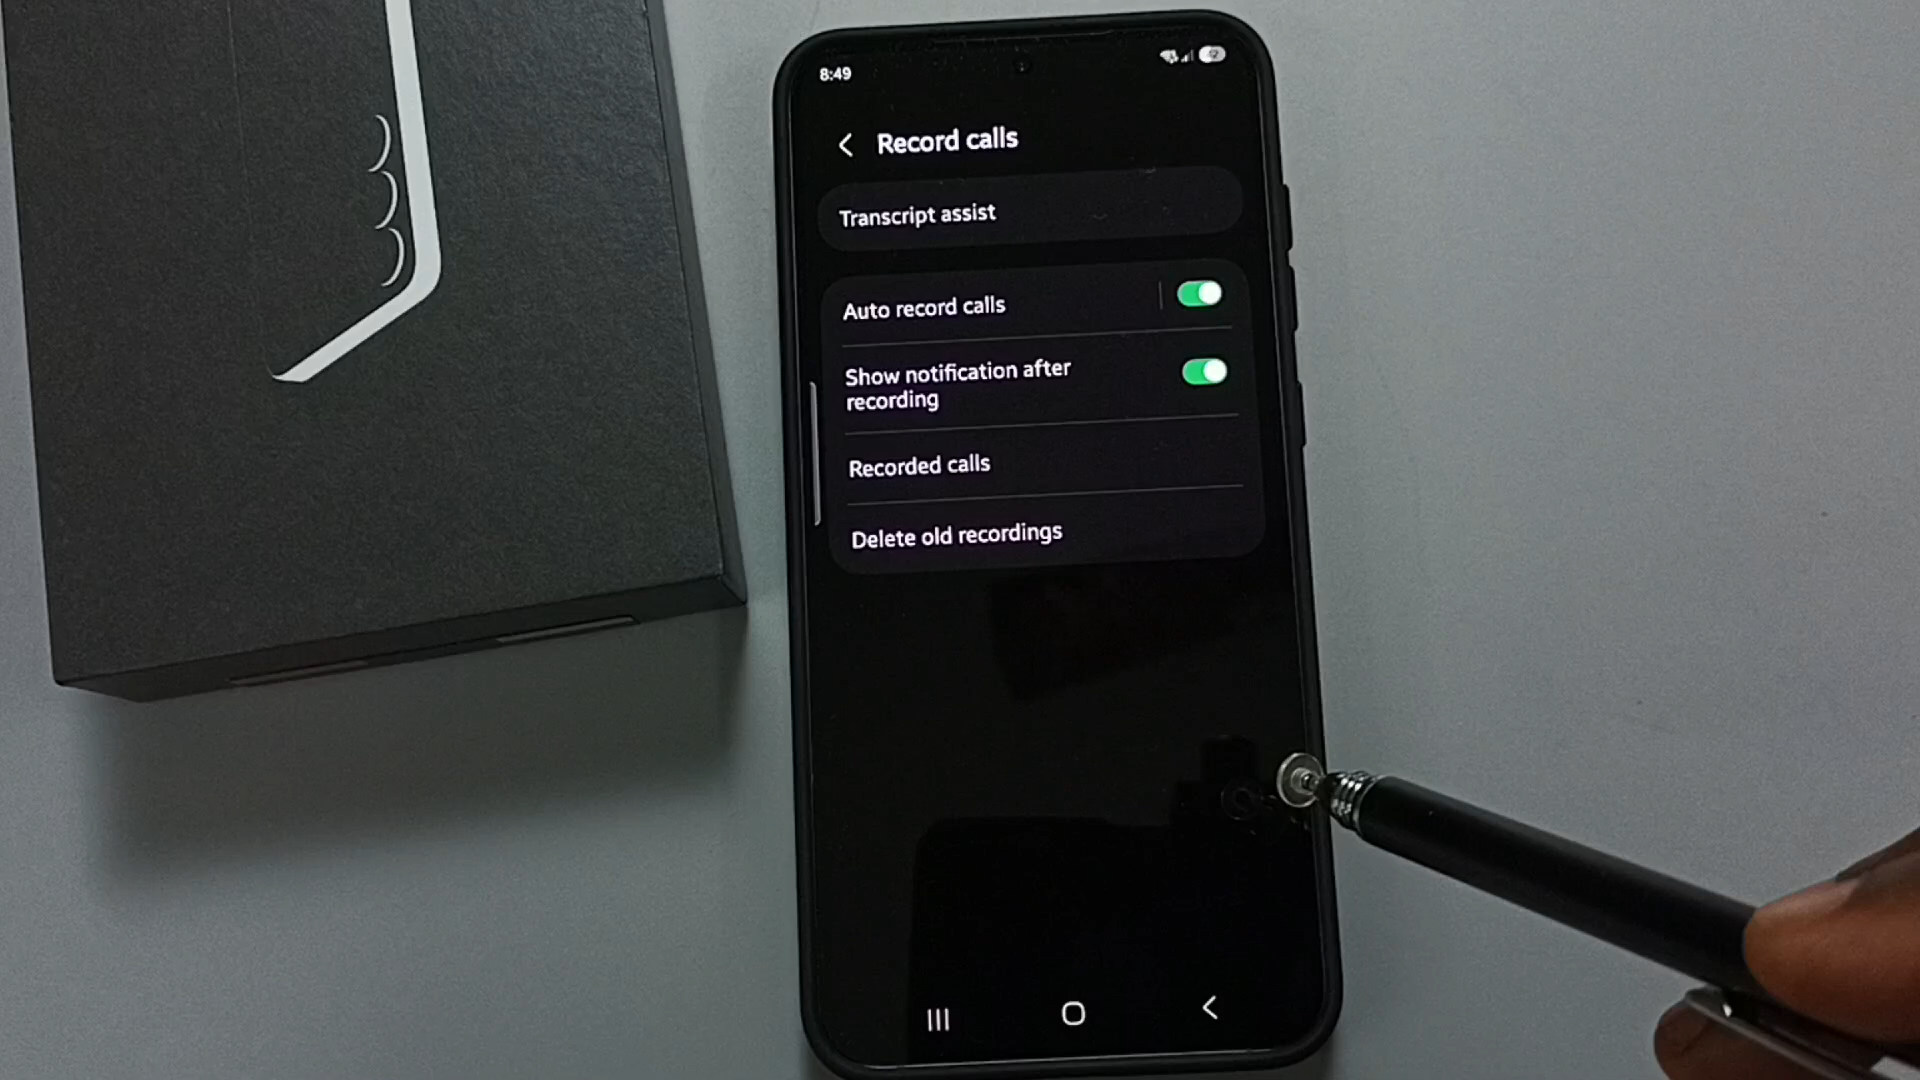 8:49
Record calls
Transcript assist
Auto record calls
Show notification after
recording
Recorded calls
Delete old recordings